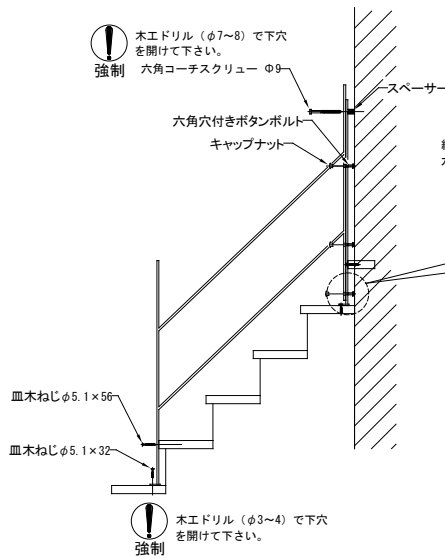 木工ドリル（φ7～8）で下穴
を開けて下さい。
強制
六角コーチスクリュー Φ9
スペーサー
六角穴付きボタンボルト
キャップナット
皿木ねじφ5.1×56
皿木ねじφ5.1×32
木工ドリル（φ3～4）で下穴
を開けて下さい。
強制